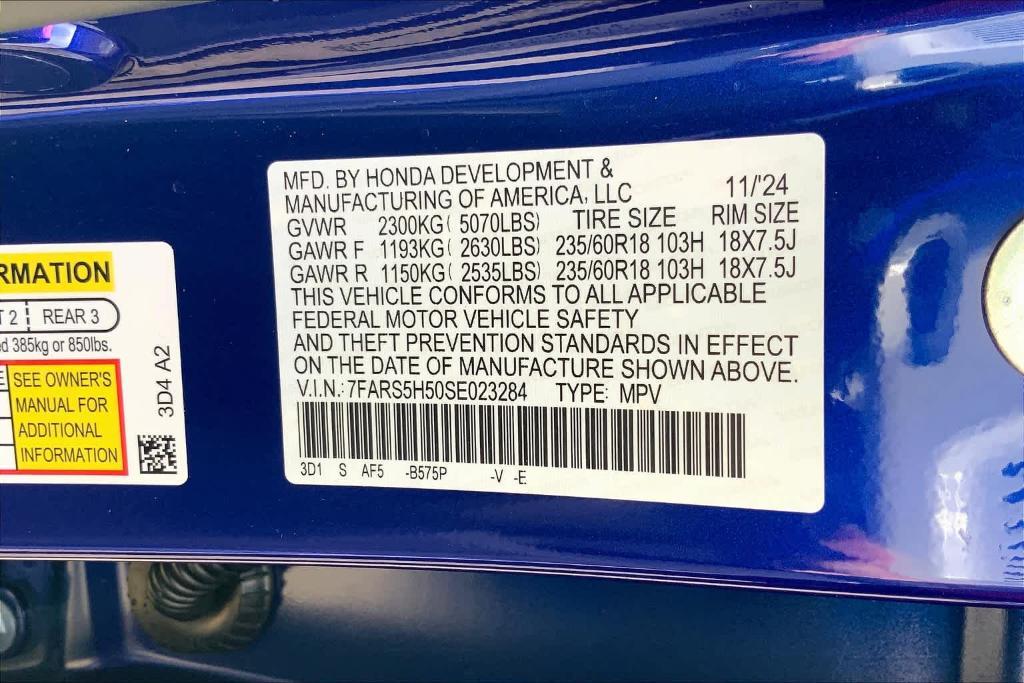 MFD. BY HONDA DEVELOPMENT &
MANUFACTURING OF AMERICA, LLC 11/'24
GVWR 2300KG( 5070LBS) TIRE SIZE RIM SIZE
GAWR F 1193KG( 2630LBS) 235/60R18 103H 18X7.5J
GAWR R 1150KG( 2535LBS) 235/60R18 103H 18X7.5J
THIS VEHICLE CONFORMS TO ALL APPLICABLE
FEDERAL MOTOR VEHICLE SAFETY
AND THEFT PREVENTION STANDARDS IN EFFECT
ON THE DATE OF MANUFACTURE SHOWN ABOVE.
V.I.N.:7FARS5H50SE023284 TYPE: MPV
3D1 S AF5 -B575P -V -E
RMATION
T 2 REAR 3
d 385kg or 850lbs.
E SEE OWNER'S
MANUAL FOR
ADDITIONAL
INFORMATION
3D4 A2